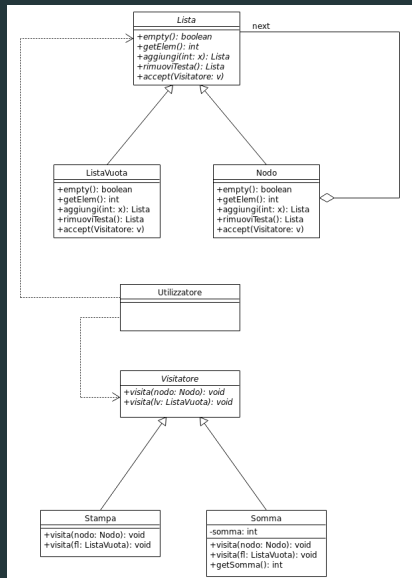 Lista
+empty(): boolean
+getElem(): int
+aggiungi(int: x): Lista
+rimuoviTesta(): Lista
+accept(Visitatore: v)
next
ListaVuota
+empty(): boolean
+getElem(): int
+aggiungi(int: x): Lista
+rimuoviTesta(): Lista
+accept(Visitatore: v)
Nodo
+empty(): boolean
+getElem(): int
+aggiungi(int: x): Lista
+rimuoviTesta(): Lista
+accept(Visitatore: v)
Utilizzatore
Visitatore
+visita(nodo: Nodo): void
+visita(lv: ListaVuota): void
Stampa
+visita(nodo: Nodo): void
+visita(fl: ListaVuota): void
Somma
-somma: int
+visita(nodo: Nodo): void
+visita(fl: ListaVuota): void
+getSomma(): int